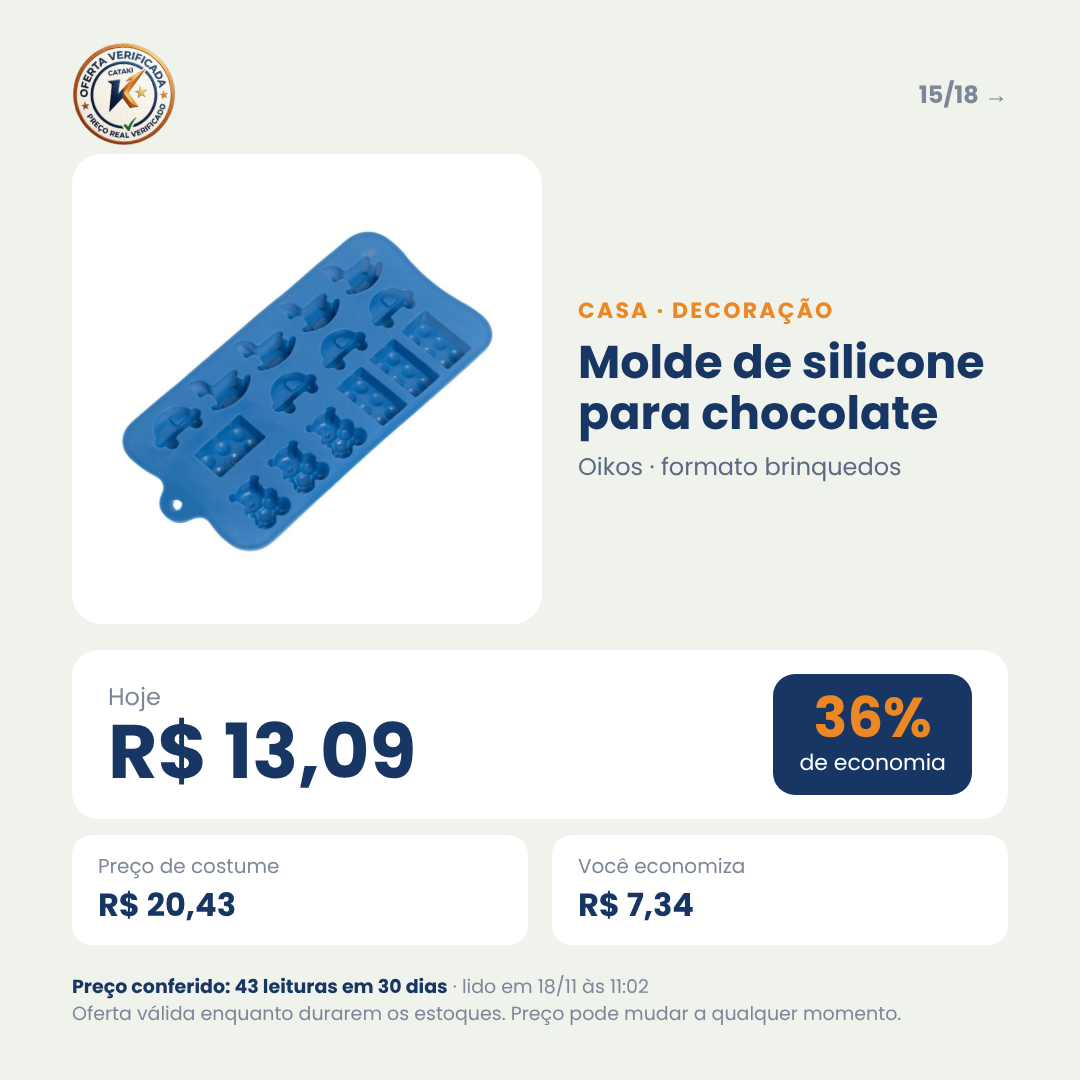 OFERTA VERIFICADA
CATAKI
K
PREÇO REAL VERIFICADO
15/18 →
CASA · DECORAÇÃO
Molde de silicone
para chocolate
Oikos · formato brinquedos
Hoje
R$ 13,09
36%
de economia
Preço de costume
R$ 20,43
Você economiza
R$ 7,34
Preço conferido: 43 leituras em 30 dias · lido em 18/11 às 11:02
Oferta válida enquanto durarem os estoques. Preço pode mudar a qualquer momento.